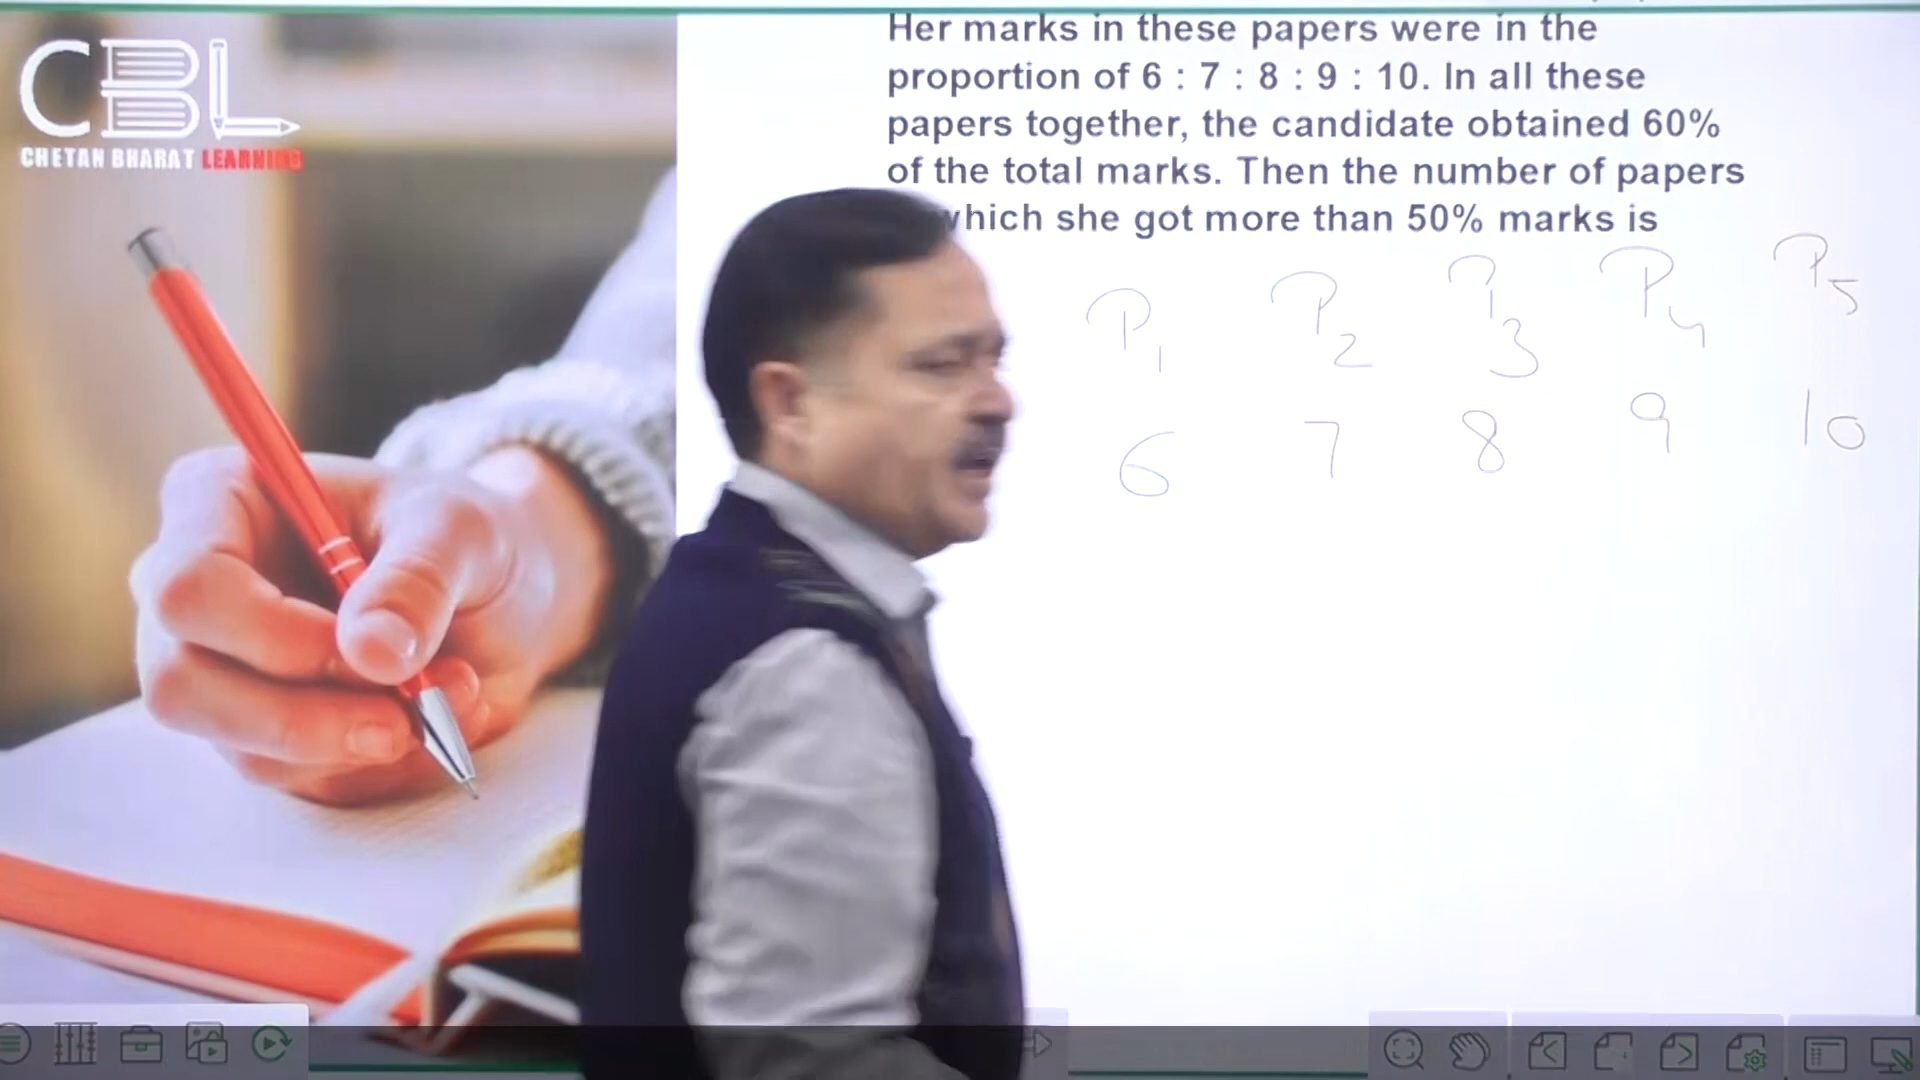 CBL
CHETAN BHARAT LEARNING
Her marks in these papers were in the
proportion of 6 : 7 : 8 : 9 : 10. In all these
papers together, the candidate obtained 60%
of the total marks. Then the number of papers
which she got more than 50% marks is
P1 P2 P3 P4 P5
6 7 8 9 10